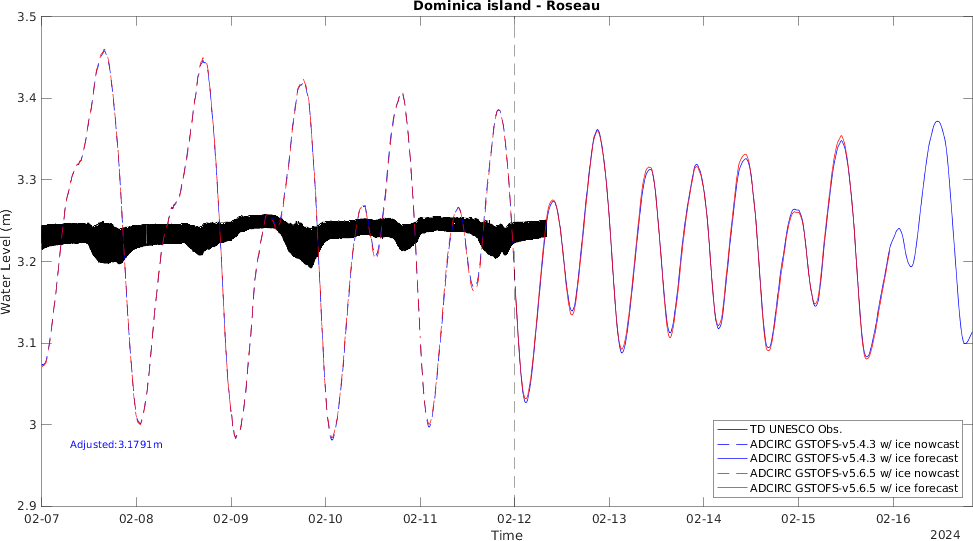 Dominica island - Roseau
3.5
3.4
3.3
3.2
3.1
3
2.9
Water Level (m)
Adjusted:3.1791m
TD UNESCO Obs.
ADCIRC GSTOFS-v5.4.3 w/ ice nowcast
ADCIRC GSTOFS-v5.4.3 w/ ice forecast
ADCIRC GSTOFS-v5.6.5 w/ ice nowcast
ADCIRC GSTOFS-v5.6.5 w/ ice forecast
02-07 02-08 02-09 02-10 02-11 02-12 02-13 02-14 02-15 02-16
Time
2024